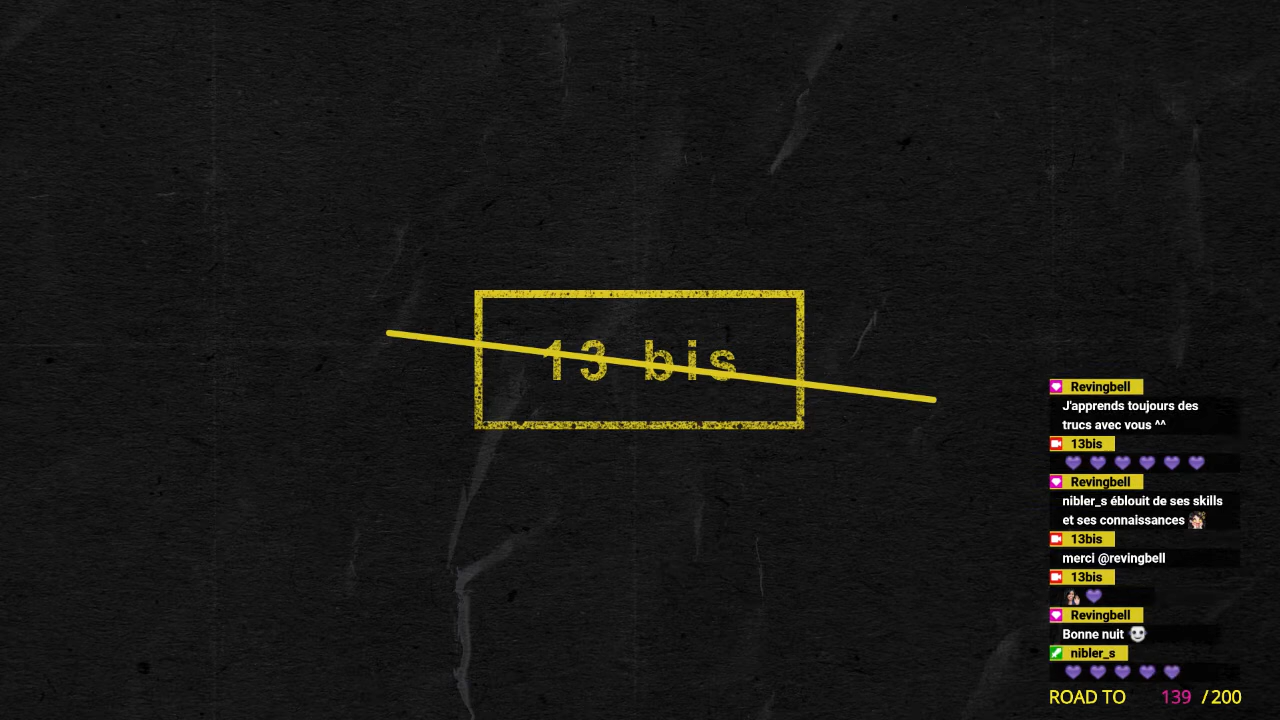 13 bis
Revingbell
J'apprends toujours des
trucs avec vous ^^
13bis
💜 💜 💜 💜 💜 💜
Revingbell
nibler_s éblouit de ses skills
et ses connaissances
13bis
merci @revingbell
13bis
💜
Revingbell
Bonne nuit
nibler_s
💜 💜 💜 💜 💜
ROAD TO 139 / 200